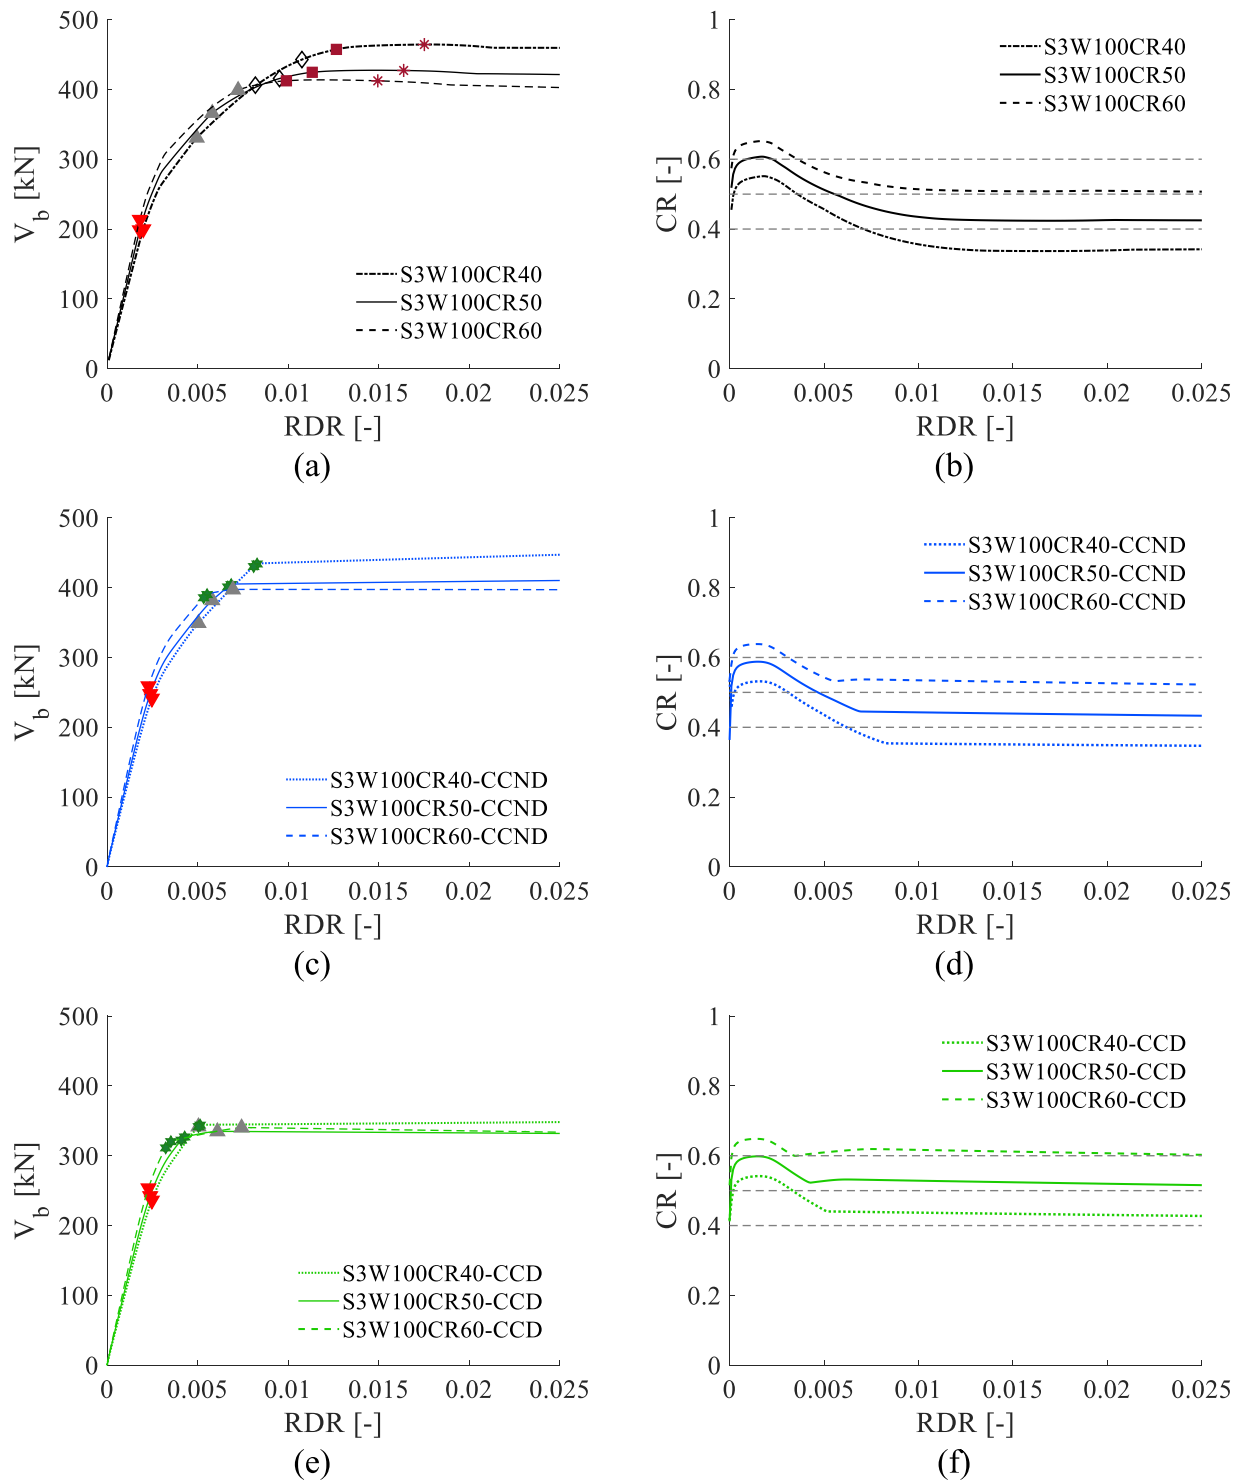 500
400
300
200
100
0
V_b [kN]
S3W100CR40
S3W100CR50
S3W100CR60
0 0.005 0.01 0.015 0.02 0.025
RDR [-]
(a)
1
0.8
0.6
0.4
0.2
0
CR [-]
S3W100CR40
S3W100CR50
S3W100CR60
0 0.005 0.01 0.015 0.02 0.025
RDR [-]
(b)
500
400
300
200
100
0
V_b [kN]
S3W100CR40-CCND
S3W100CR50-CCND
S3W100CR60-CCND
0 0.005 0.01 0.015 0.02 0.025
RDR [-]
(c)
1
0.8
0.6
0.4
0.2
0
CR [-]
S3W100CR40-CCND
S3W100CR50-CCND
S3W100CR60-CCND
0 0.005 0.01 0.015 0.02 0.025
RDR [-]
(d)
500
400
300
200
100
0
V_b [kN]
S3W100CR40-CCD
S3W100CR50-CCD
S3W100CR60-CCD
0 0.005 0.01 0.015 0.02 0.025
RDR [-]
(e)
1
0.8
0.6
0.4
0.2
0
CR [-]
S3W100CR40-CCD
S3W100CR50-CCD
S3W100CR60-CCD
0 0.005 0.01 0.015 0.02 0.025
RDR [-]
(f)